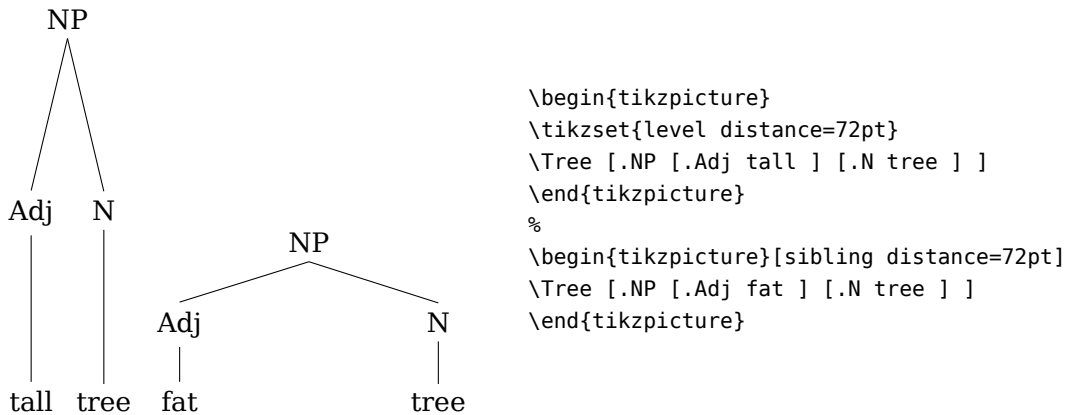 NP
Adj N
tall tree
NP
Adj N
fat tree
\begin{tikzpicture}
\tikzset{level distance=72pt}
\Tree [.NP [.Adj tall ] [.N tree ] ]
\end{tikzpicture}
%
\begin{tikzpicture}[sibling distance=72pt]
\Tree [.NP [.Adj fat ] [.N tree ] ]
\end{tikzpicture}